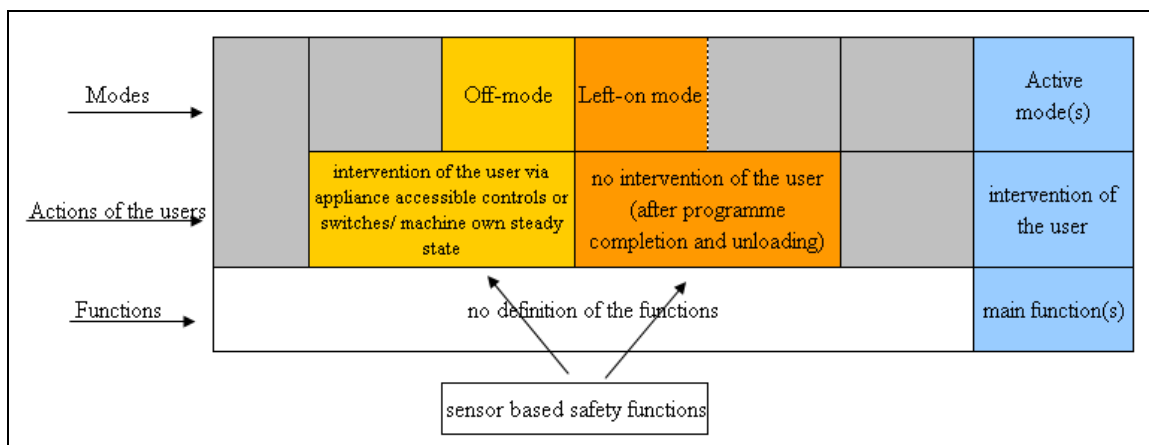 Modes
Off-mode
Left-on mode
Active
mode(s)
Actions of the users
intervention of the user via
appliance accessible controls or
switches/ machine own steady
state
no intervention of the user
(after programme
completion and unloading)
intervention of
the user
Functions
no definition of the functions
main function(s)
sensor based safety functions